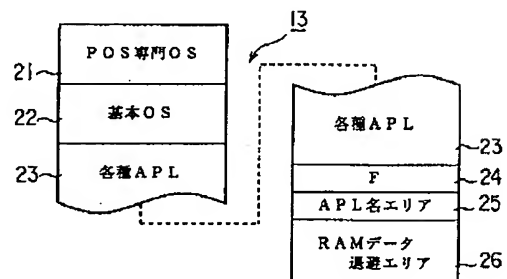 13
21
POS専門OS
22
基本OS
23
各種APL
各種APL
23
F
24
APL名エリア
25
RAMデータ
退避エリア
26